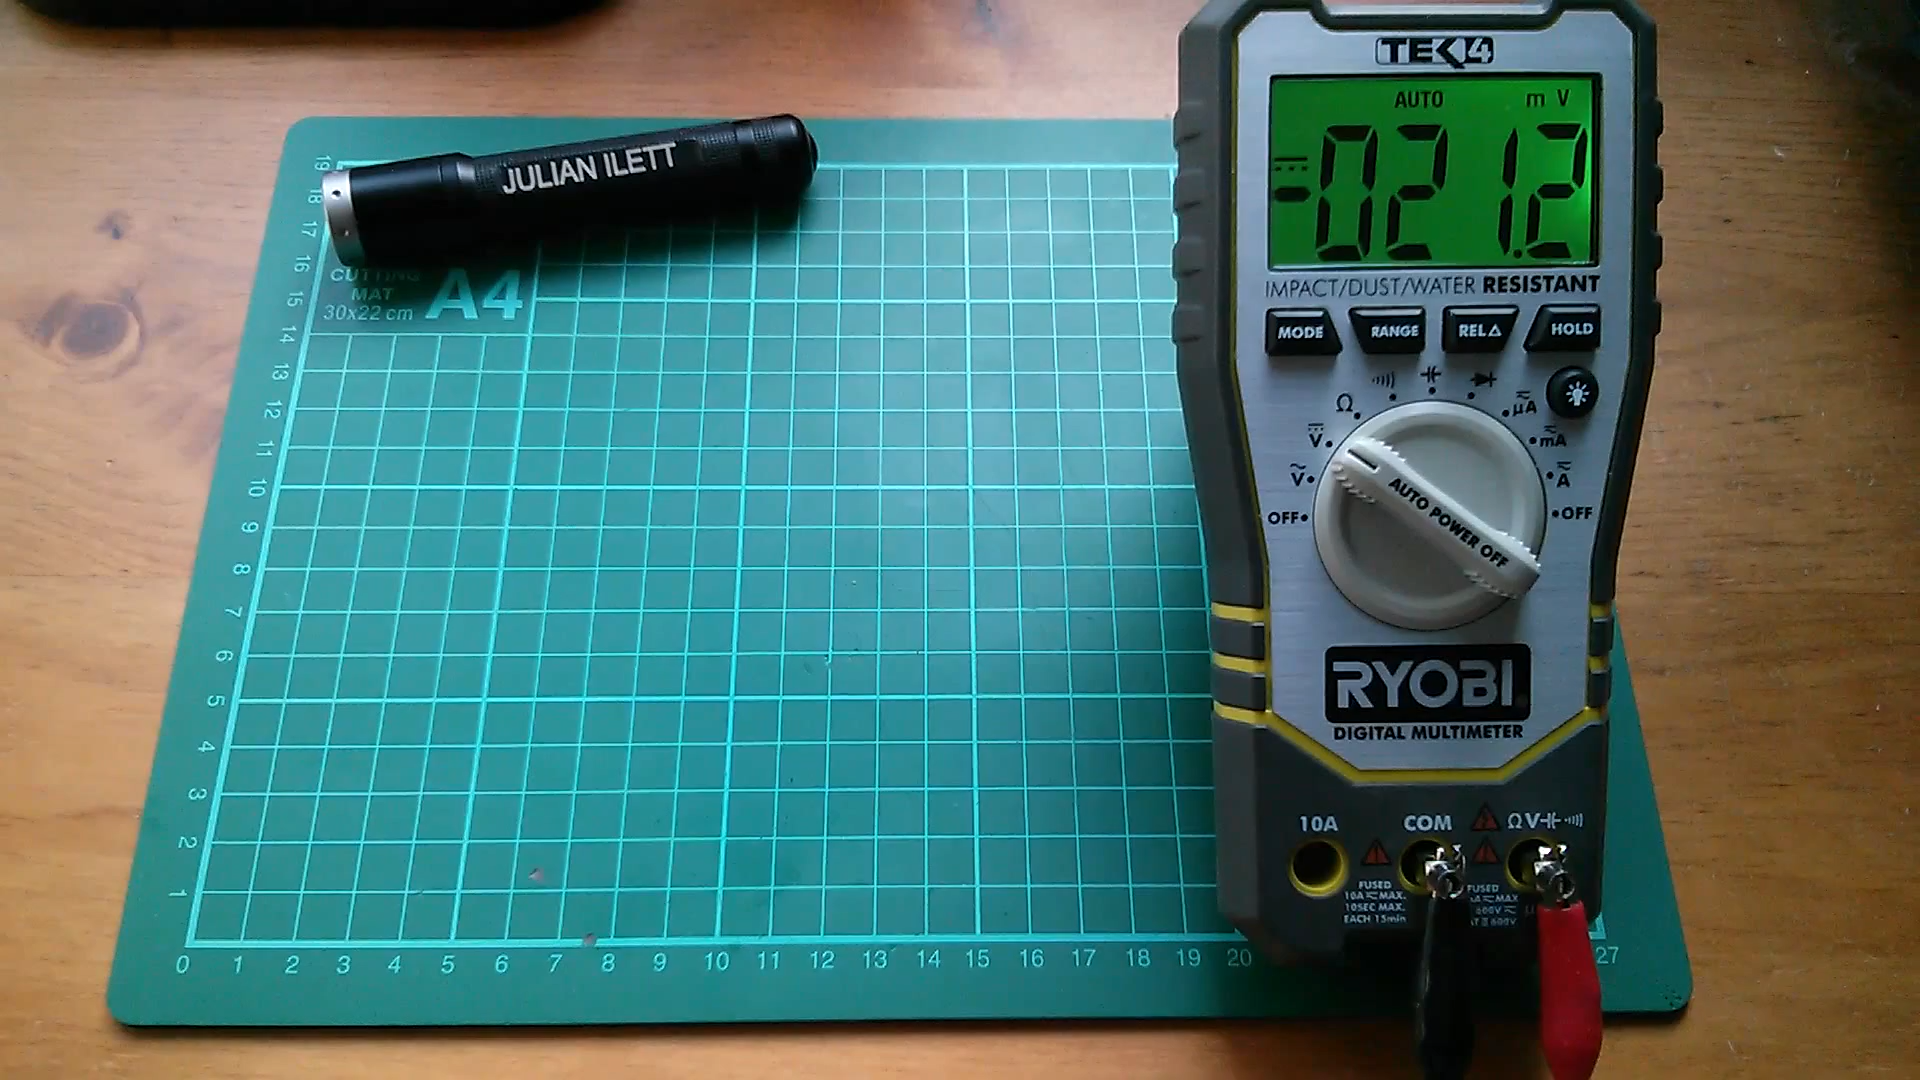 JULIAN ILETT
CUTTING
MAT
30x22 cm
A4
19
18
17
16
15
14
13
12
11
10
9
8
7
6
5
4
3
2
1
0 1 2 3 4 5 6 7 8 9 10 11 12 13 14 15 16 17 18 19 20 27
TEK4
AUTO m V
-021.2
IMPACT/DUST/WATER RESISTANT
MODE RANGE REL△ HOLD
Ω
µA
V mA
V A
OFF OFF
AUTO POWER OFF
RYOBI
DIGITAL MULTIMETER
10A COM ΩV
FUSED
10A MAX.
10SEC MAX.
EACH 15min
FUSED
MAX
600V
600V